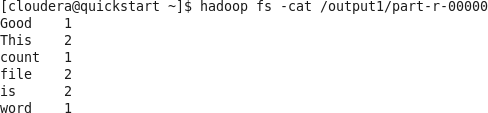 [cloudera@quickstart ~]$ hadoop fs -cat /output1/part-r-00000
Good    1
This    2
count   1
file    2
is      2
word    1